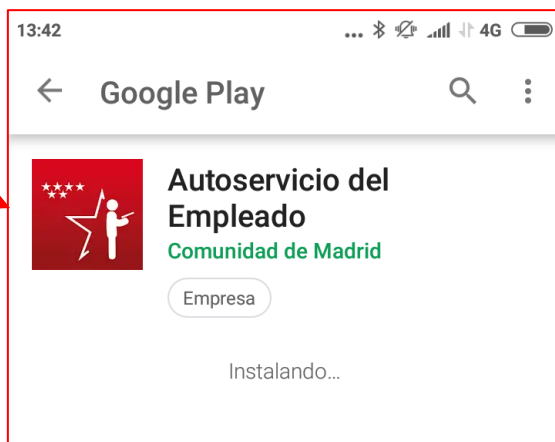 13:42
... 4G
Google Play
Autoservicio del
Empleado
Comunidad de Madrid
Empresa
Instalando...